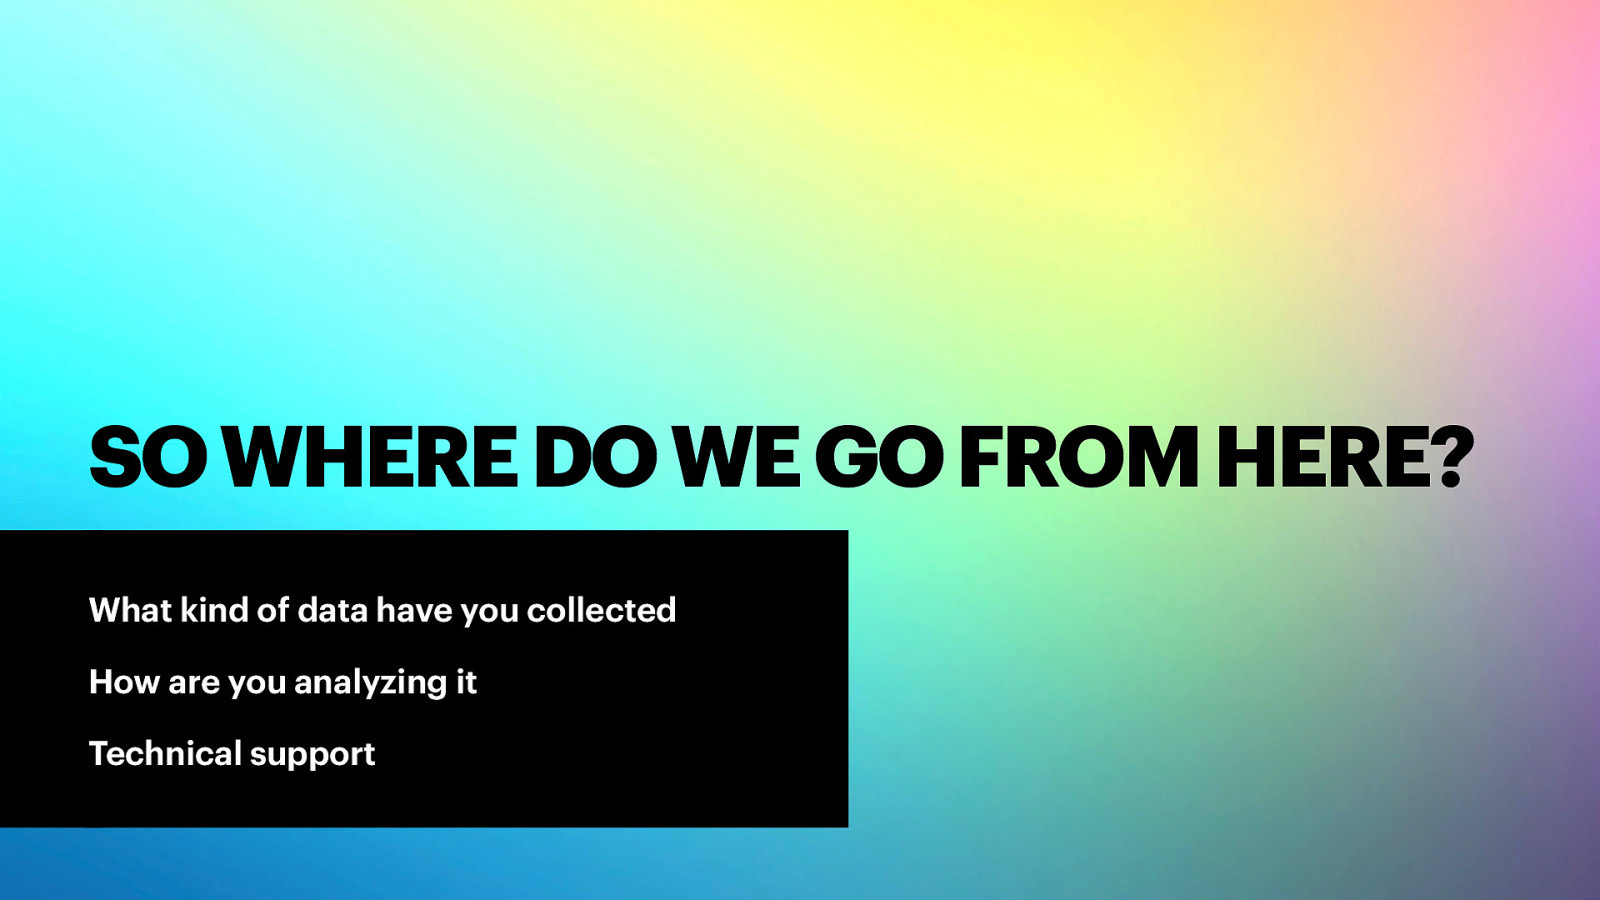 SO WHERE DO WE GO FROM HERE?
What kind of data have you collected
How are you analyzing it
Technical support